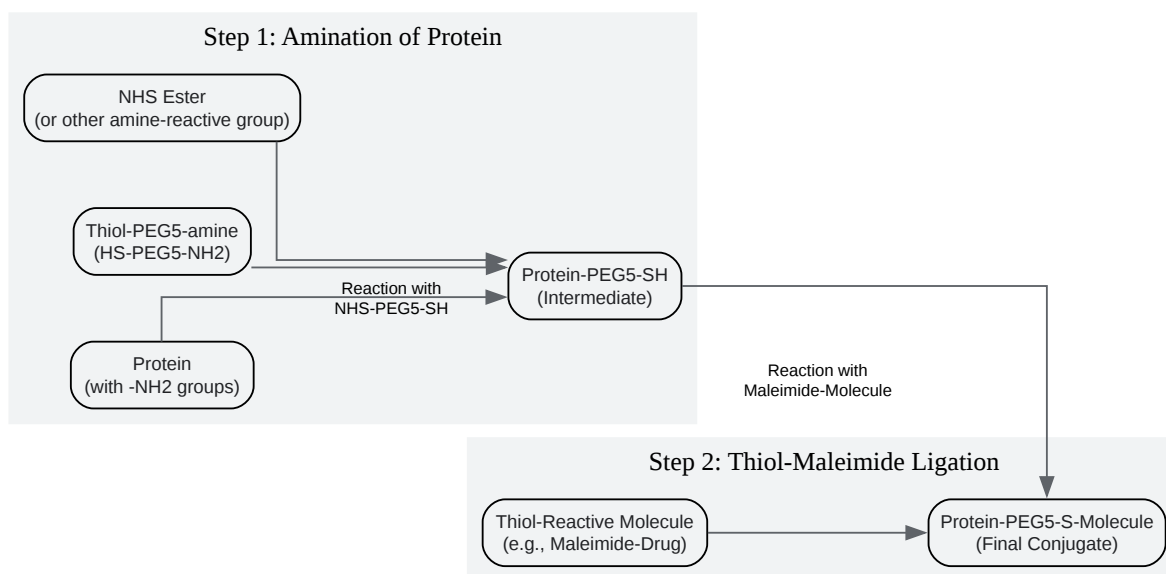 Step 1: Amination of Protein
NHS Ester
(or other amine-reactive group)
Thiol-PEG5-amine
(HS-PEG5-NH2)
Protein-PEG5-SH
(Intermediate)
Reaction with
NHS-PEG5-SH
Protein
(with -NH2 groups)
Reaction with
Maleimide-Molecule
Step 2: Thiol-Maleimide Ligation
Thiol-Reactive Molecule
(e.g., Maleimide-Drug)
Protein-PEG5-S-Molecule
(Final Conjugate)